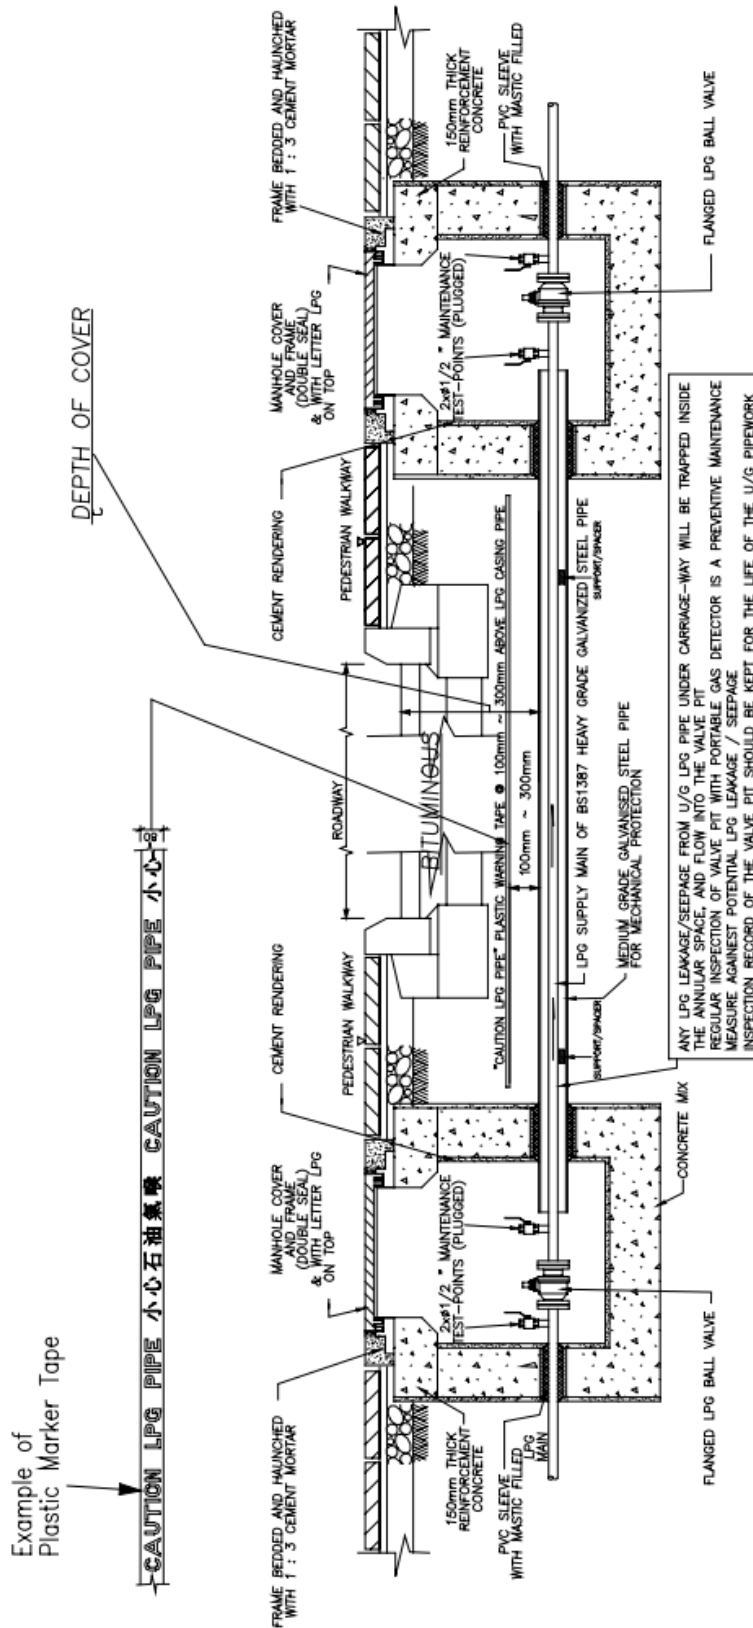 Example of
Plastic Marker Tape
CAUTION LPG PIPE 小心石油氣喉 CAUTION LPG PIPE 小心
80
DEPTH OF COVER
FRAME BEDDED AND HAUNCHED
WITH 1 : 3 CEMENT MORTAR
MANHOLE COVER
AND FRAME
(DOUBLE SEAL)
& WITH LETTER LPG
ON TOP
CEMENT RENDERING
PEDESTRIAN WALKWAY
ROADWAY
BITUMINOUS
CEMENT RENDERING
PEDESTRIAN WALKWAY
MANHOLE COVER
AND FRAME
(DOUBLE SEAL)
& WITH LETTER LPG
ON TOP
FRAME BEDDED AND HAUNCHED
WITH 1 : 3 CEMENT MORTAR
150mm THICK
REINFORCEMENT
CONCRETE
2xø1/2 " MAINTENANCE
TEST-POINTS (PLUGGED)
"CAUTION LPG PIPE" PLASTIC WARNING TAPE @ 100mm ~ 300mm ABOVE LPG CASING PIPE
100mm ~ 300mm
2xø1/2 " MAINTENANCE
TEST-POINTS (PLUGGED)
150mm THICK
REINFORCEMENT
CONCRETE
PVC SLEEVE
WITH MASTIC FILLED
LPG
MAIN
LPG SUPPLY MAIN OF BS1387 HEAVY GRADE GALVANIZED STEEL PIPE
SUPPORT/SPACER
SUPPORT/SPACER
MEDIUM GRADE GALVANISED STEEL PIPE
FOR MECHANICAL PROTECTION
PVC SLEEVE
WITH MASTIC FILLED
CONCRETE MIX
FLANGED LPG BALL VALVE
FLANGED LPG BALL VALVE
ANY LPG LEAKAGE/SEEPAGE FROM U/G LPG PIPE UNDER CARRIAGE-WAY WILL BE TRAPPED INSIDE
THE ANNULAR SPACE, AND FLOW INTO THE VALVE PIT
REGULAR INSPECTION OF VALVE PIT WITH PORTABLE GAS DETECTOR IS A PREVENTIVE MAINTENANCE
MEASURE AGAINEST POTENTIAL LPG LEAKAGE / SEEPAGE
INSPECTION RECORD OF THE VALVE PIT SHOULD BE KEPT FOR THE LIFE OF THE U/G PIPEWORK